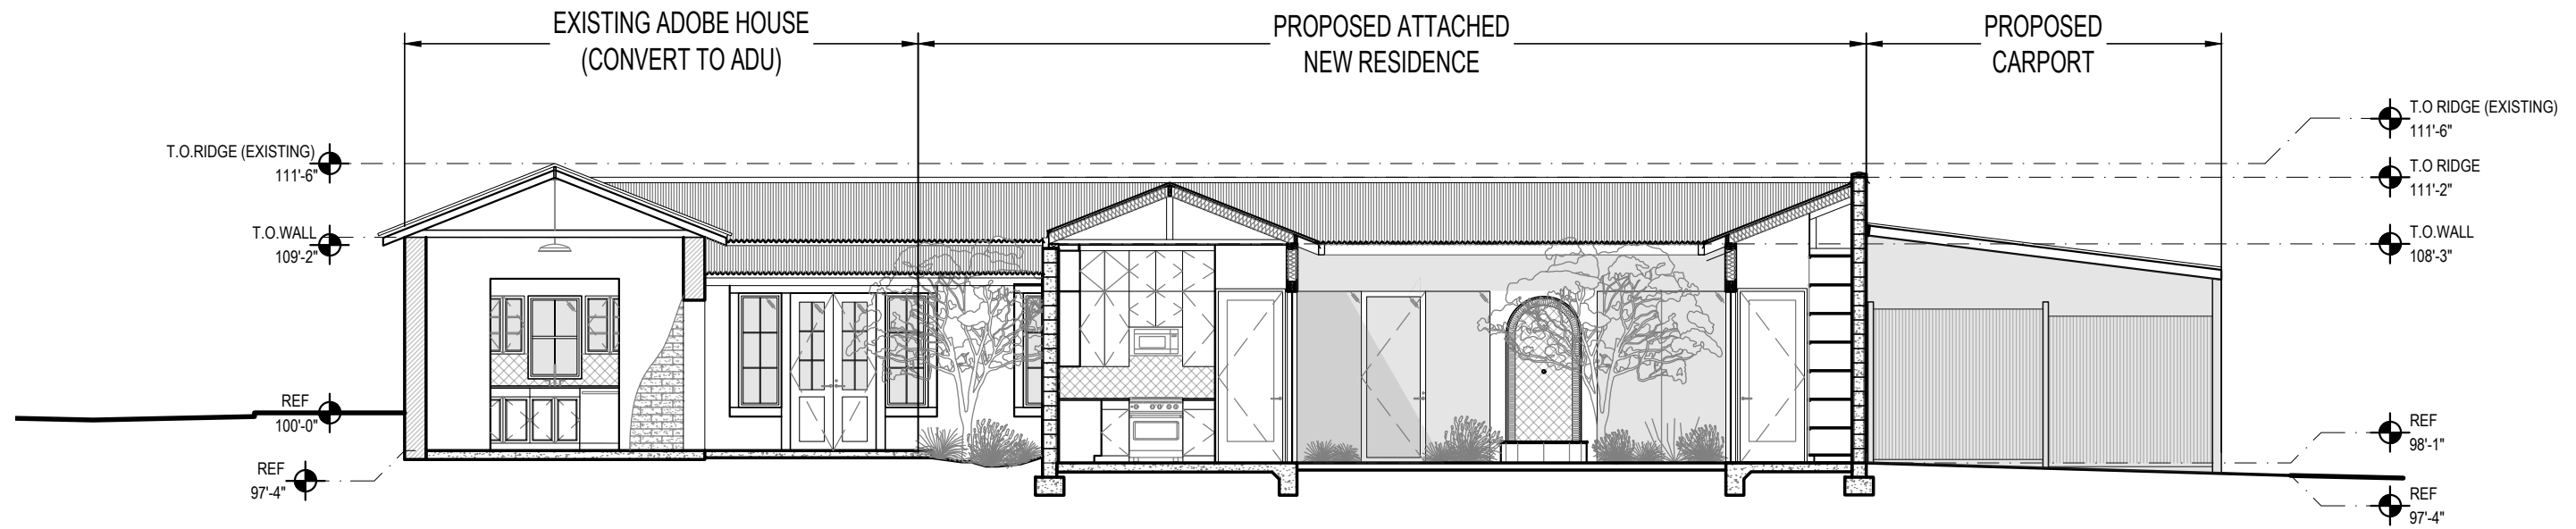 EXISTING ADOBE HOUSE
(CONVERT TO ADU)
PROPOSED ATTACHED
NEW RESIDENCE
PROPOSED
CARPORT
T.O.RIDGE (EXISTING)
111'-6"
T.O.WALL
109'-2"
REF
100'-0"
REF
97'-4"
T.O RIDGE (EXISTING)
111'-6"
T.O RIDGE
111'-2"
T.O.WALL
108'-3"
REF
98'-1"
REF
97'-4"